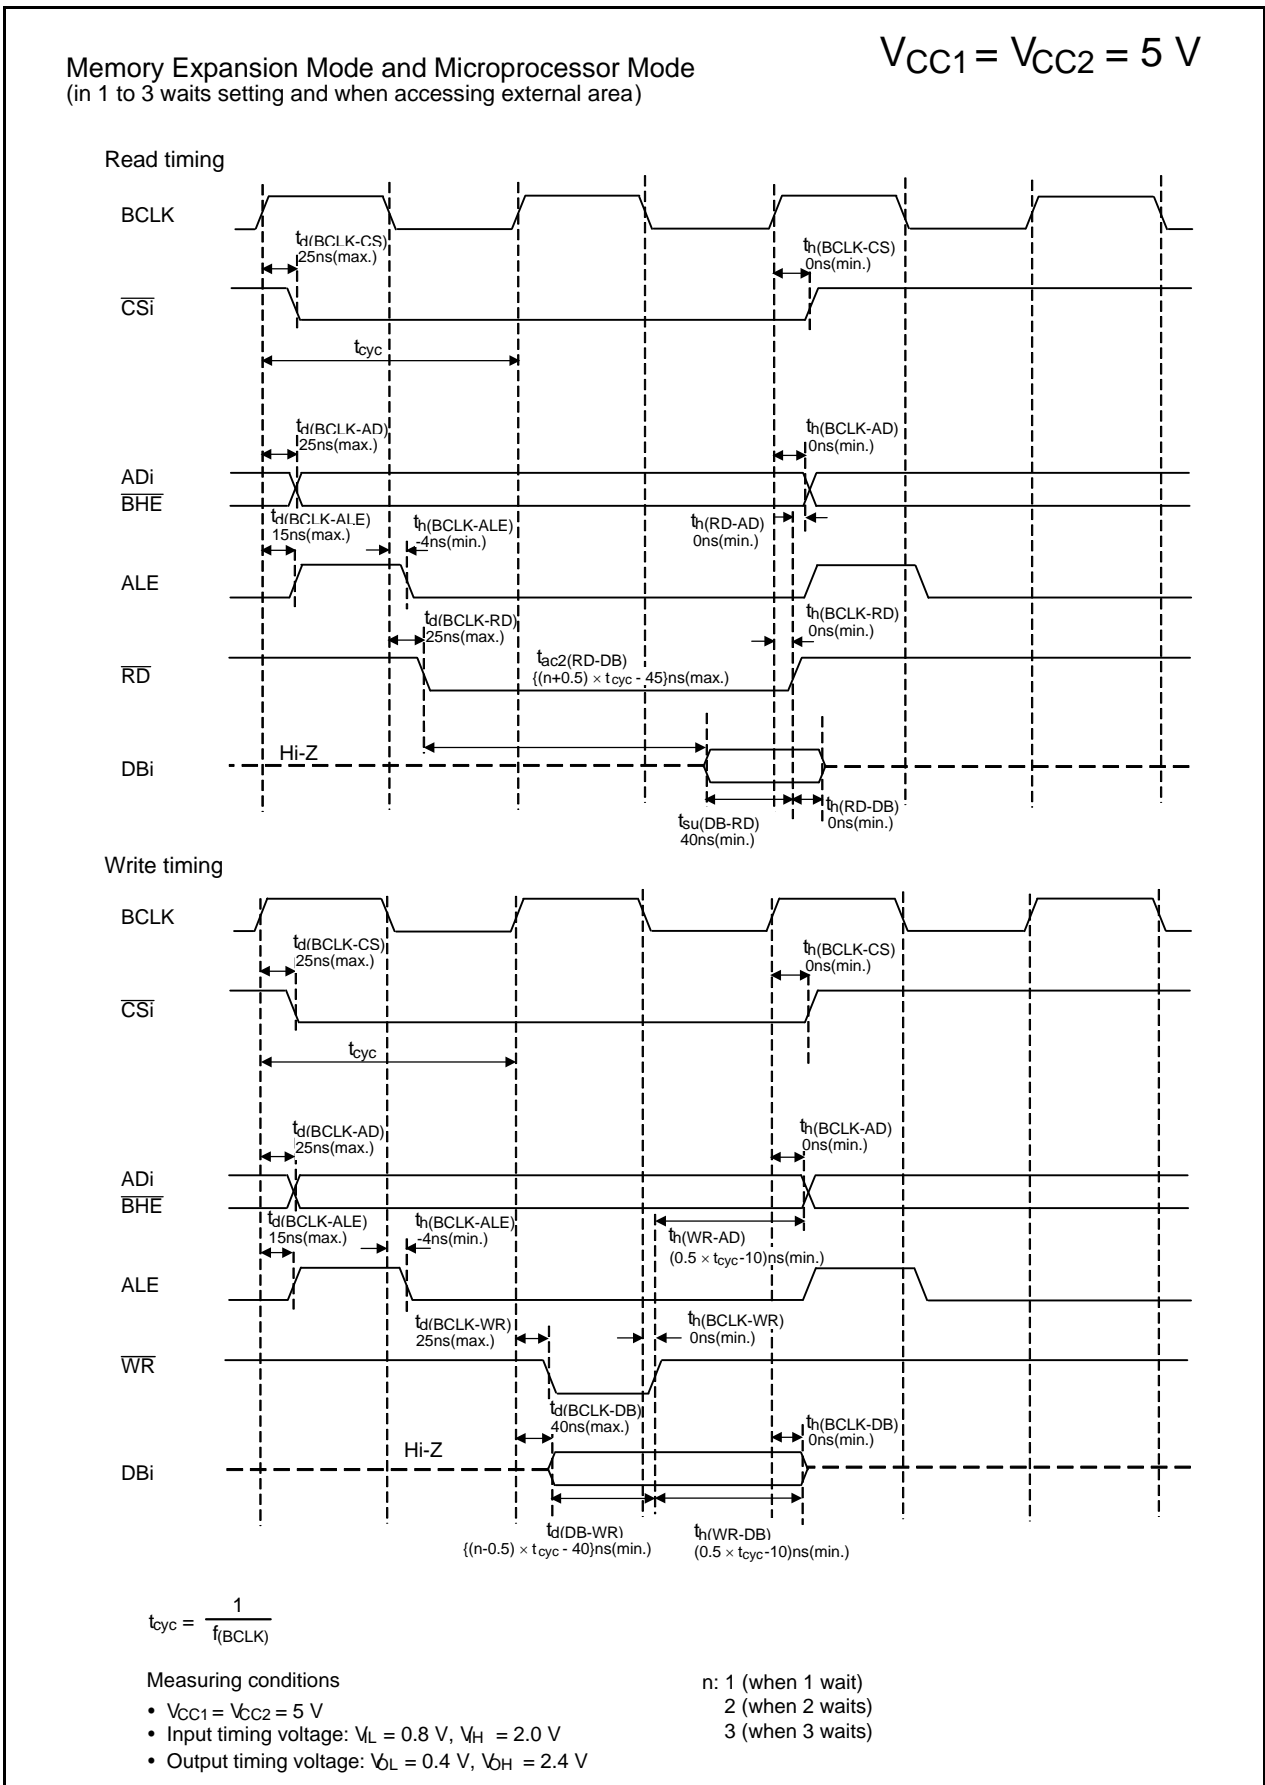 VCC1 = VCC2 = 5 V
Memory Expansion Mode and Microprocessor Mode
(in 1 to 3 waits setting and when accessing external area)
Read timing
BCLK
td(BCLK-CS)
25ns(max.)
th(BCLK-CS)
0ns(min.)
CSi
tcyc
td(BCLK-AD)
25ns(max.)
th(BCLK-AD)
0ns(min.)
ADi
BHE
td(BCLK-ALE)
15ns(max.)
th(BCLK-ALE)
-4ns(min.)
th(RD-AD)
0ns(min.)
ALE
td(BCLK-RD)
25ns(max.)
th(BCLK-RD)
0ns(min.)
RD
tac2(RD-DB)
{(n+0.5) × tcyc - 45}ns(max.)
Hi-Z
DBi
tsu(DB-RD)
40ns(min.)
th(RD-DB)
0ns(min.)
Write timing
BCLK
td(BCLK-CS)
25ns(max.)
th(BCLK-CS)
0ns(min.)
CSi
tcyc
td(BCLK-AD)
25ns(max.)
th(BCLK-AD)
0ns(min.)
ADi
BHE
td(BCLK-ALE)
15ns(max.)
th(BCLK-ALE)
-4ns(min.)
th(WR-AD)
(0.5 × tcyc-10)ns(min.)
ALE
td(BCLK-WR)
25ns(max.)
th(BCLK-WR)
0ns(min.)
WR
td(BCLK-DB)
40ns(max.)
th(BCLK-DB)
0ns(min.)
Hi-Z
DBi
td(DB-WR)
{(n-0.5) × tcyc - 40}ns(min.)
th(WR-DB)
(0.5 × tcyc-10)ns(min.)
tcyc = 1
f(BCLK)
Measuring conditions
• VCC1 = VCC2 = 5 V
• Input timing voltage: VIL = 0.8 V, VIH = 2.0 V
• Output timing voltage: VOL = 0.4 V, VOH = 2.4 V
n: 1 (when 1 wait)
2 (when 2 waits)
3 (when 3 waits)